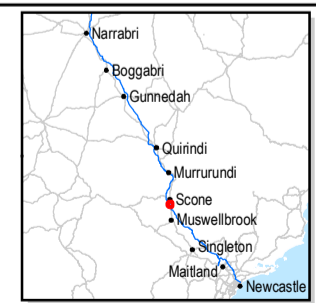 Narrabri
Boggabri
Gunnedah
Quirindi
Murrurundi
Scone
Muswellbrook
Singleton
Maitland
Newcastle